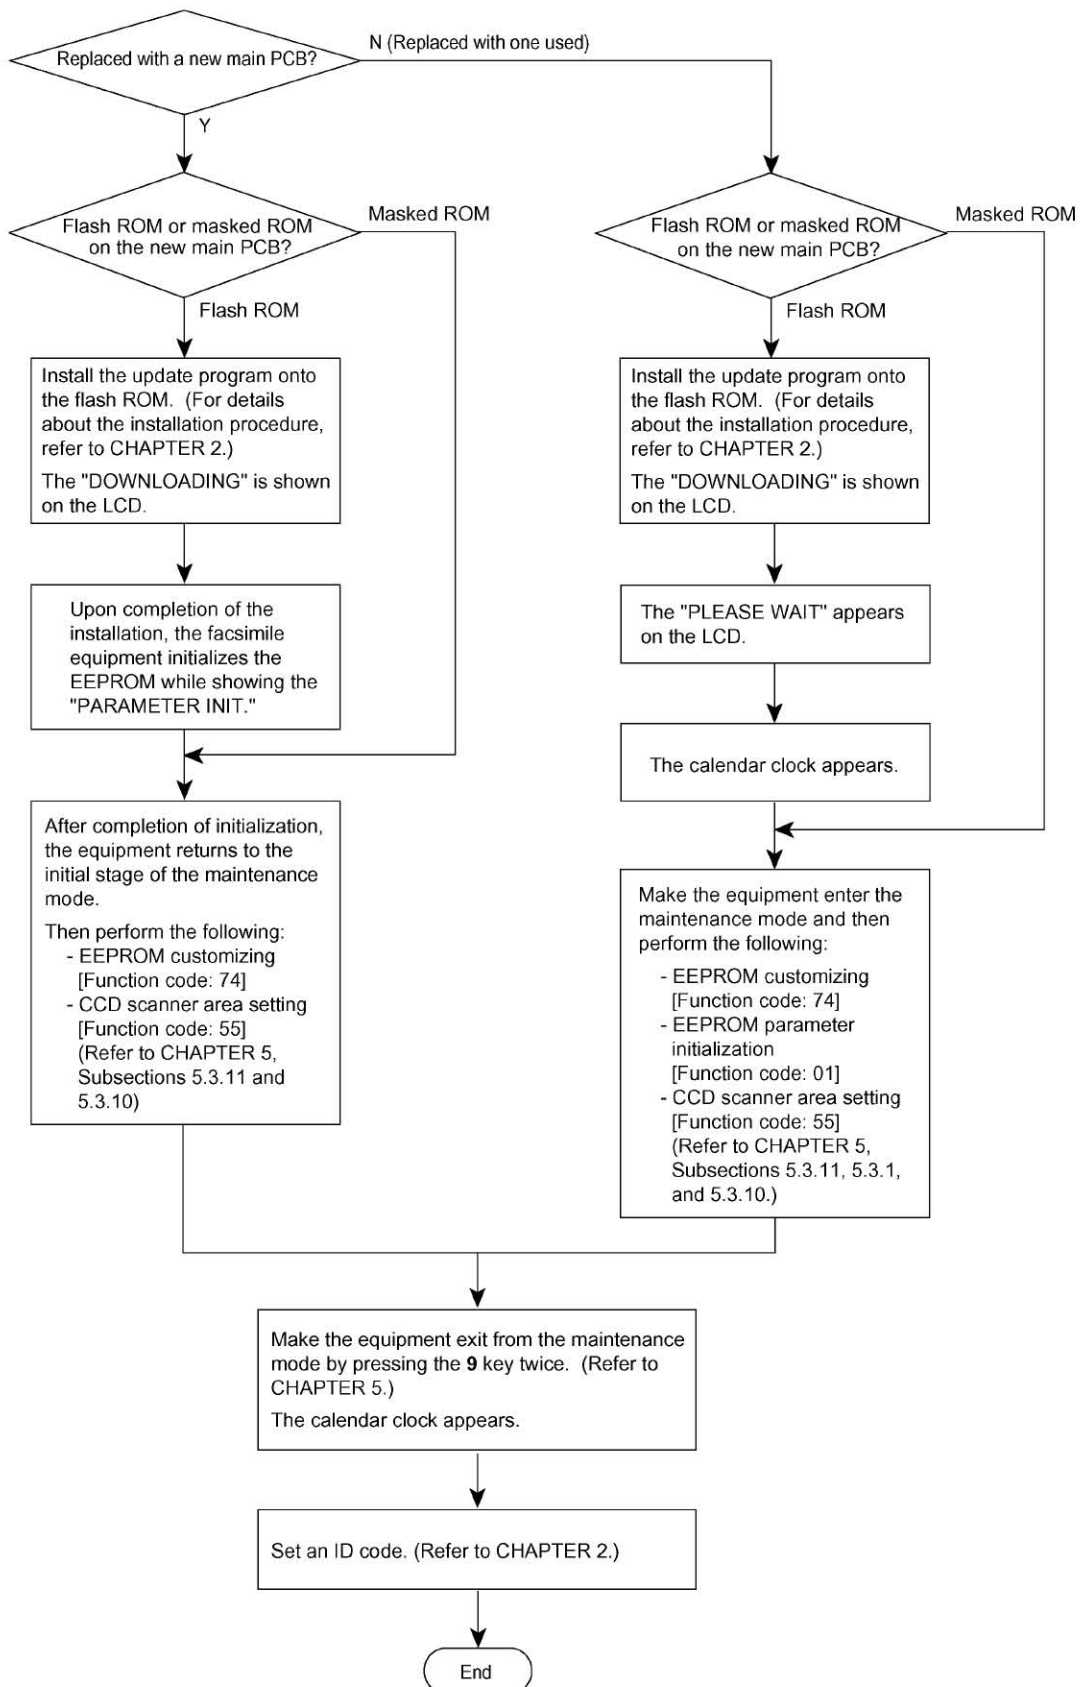 Replaced with a new main PCB?
N (Replaced with one used)
Y
Flash ROM or masked ROM
on the new main PCB?
Masked ROM
Flash ROM
Install the update program onto
the flash ROM.  (For details
about the installation procedure,
refer to CHAPTER 2.)
The "DOWNLOADING" is shown
on the LCD.
Upon completion of the
installation, the facsimile
equipment initializes the
EEPROM while showing the
"PARAMETER INIT."
After completion of initialization,
the equipment returns to the
initial stage of the maintenance
mode.
Then perform the following:
- EEPROM customizing
[Function code: 74]
- CCD scanner area setting
[Function code: 55]
(Refer to CHAPTER 5,
Subsections 5.3.11 and
5.3.10)
Flash ROM or masked ROM
on the new main PCB?
Masked ROM
Flash ROM
Install the update program onto
the flash ROM.  (For details
about the installation procedure,
refer to CHAPTER 2.)
The "DOWNLOADING" is shown
on the LCD.
The "PLEASE WAIT" appears
on the LCD.
The calendar clock appears.
Make the equipment enter the
maintenance mode and then
perform the following:
- EEPROM customizing
[Function code: 74]
- EEPROM parameter
initialization
[Function code: 01]
- CCD scanner area setting
[Function code: 55]
(Refer to CHAPTER 5,
Subsections 5.3.11, 5.3.1,
and 5.3.10.)
Make the equipment exit from the maintenance
mode by pressing the 9 key twice.  (Refer to
CHAPTER 5.)
The calendar clock appears.
Set an ID code. (Refer to CHAPTER 2.)
End